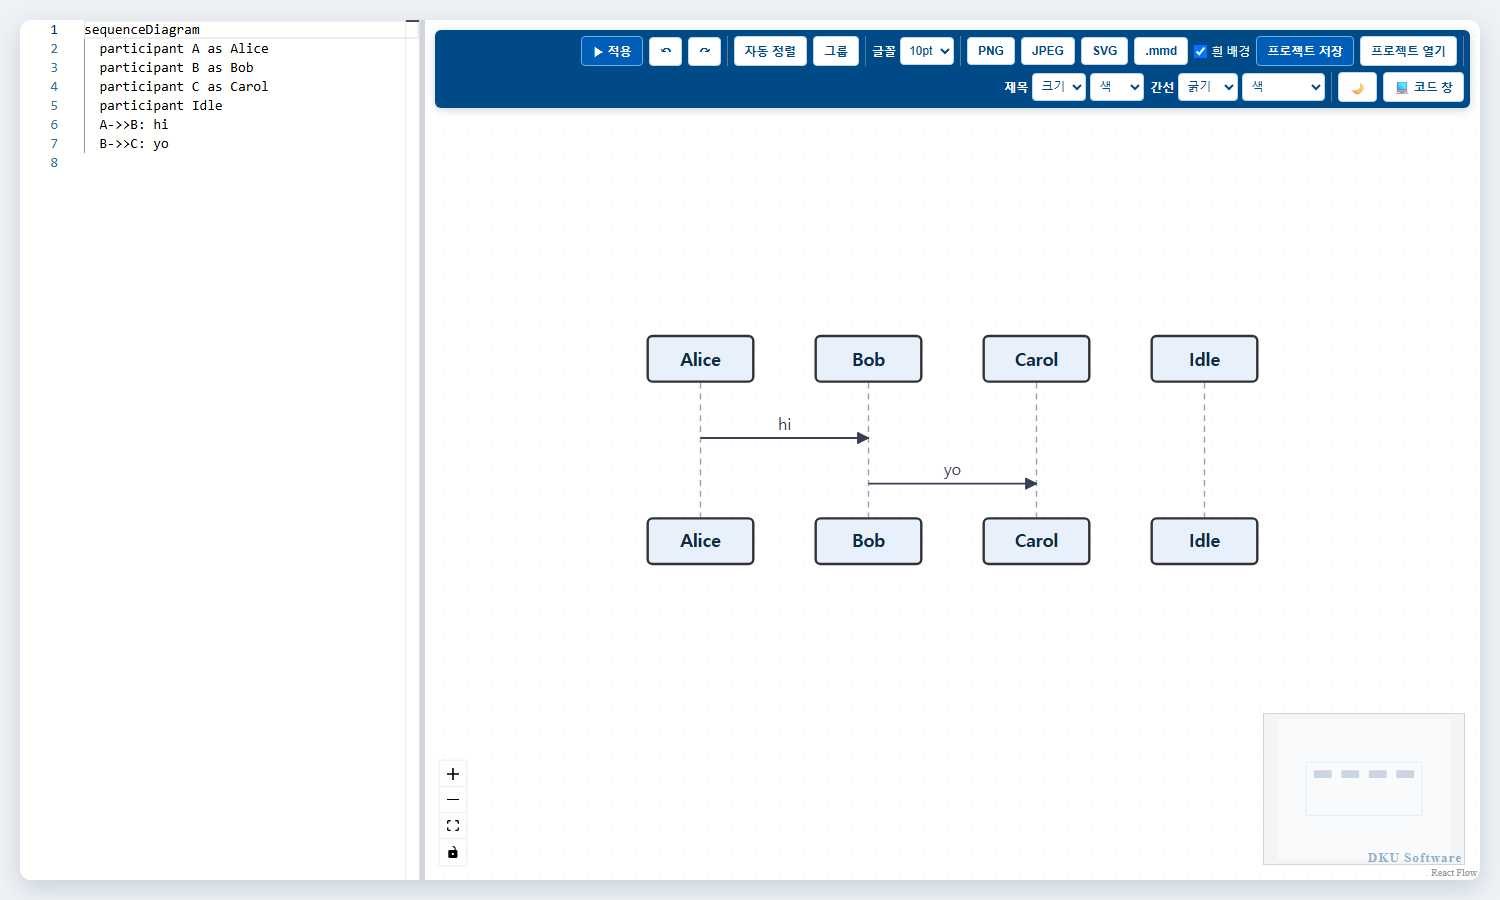 1 sequenceDiagram
2 participant A as Alice
3 participant B as Bob
4 participant C as Carol
5 participant Idle
6 A->>B: hi
7 B->>C: yo
8
▶ 적용 자동 정렬 그룹 글꼴 10pt PNG JPEG SVG .mmd 흰 배경 프로젝트 저장 프로젝트 열기
제목 크기 색 간선 굵기 색 코드 창
Alice Bob Carol Idle
hi
yo
Alice Bob Carol Idle
DKU Software
React Flow